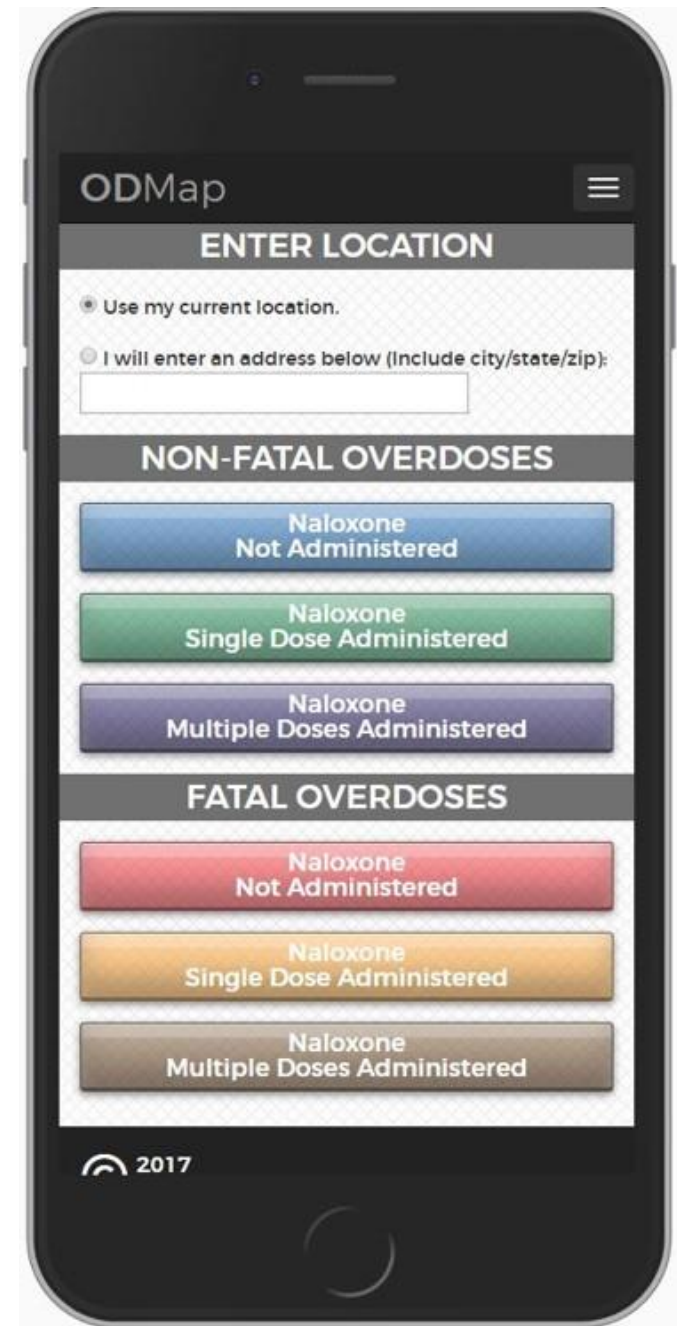 ODMap
ENTER LOCATION
Use my current location.
I will enter an address below (Include city/state/zip):
NON-FATAL OVERDOSES
Naloxone
Not Administered
Naloxone
Single Dose Administered
Naloxone
Multiple Doses Administered
FATAL OVERDOSES
Naloxone
Not Administered
Naloxone
Single Dose Administered
Naloxone
Multiple Doses Administered
© 2017